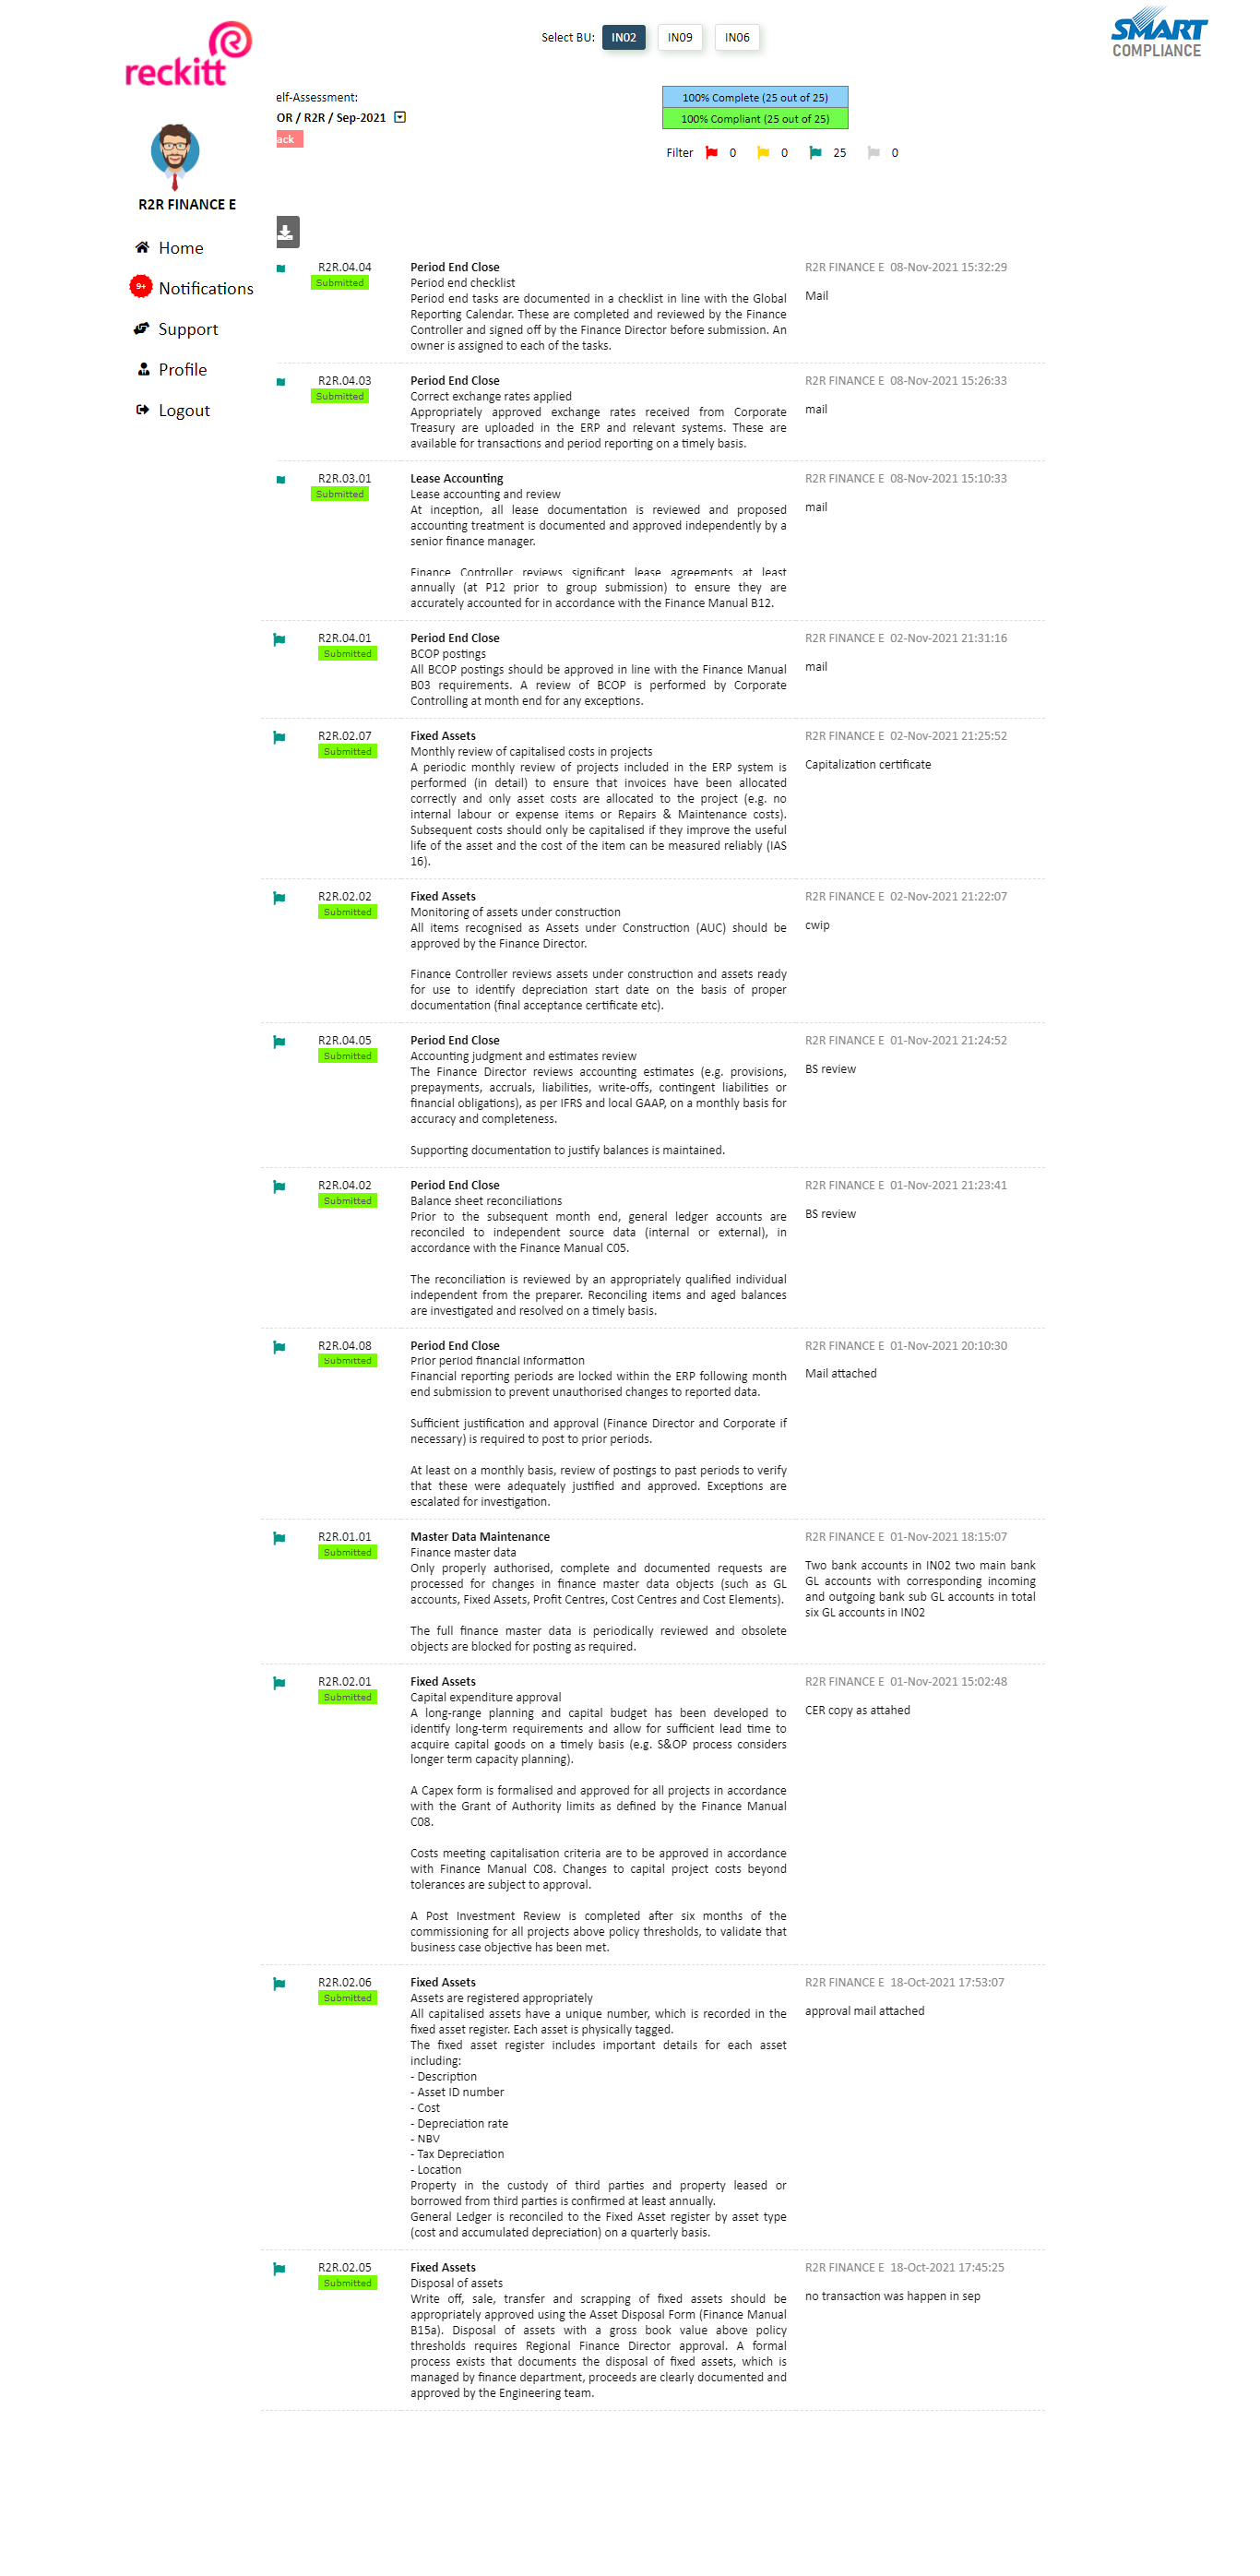 reckitt
Select BU: IN02 IN09 IN06
SMART
COMPLIANCE
elf-Assessment:
OR / R2R / Sep-2021
ack
100% Complete (25 out of 25)
100% Compliant (25 out of 25)
Filter 0 0 25 0
R2R FINANCE E
Home
9+ Notifications
Support
Profile
Logout
R2R.04.04
Submitted
Period End Close
Period end checklist
Period end tasks are documented in a checklist in line with the Global
Reporting Calendar. These are completed and reviewed by the Finance
Controller and signed off by the Finance Director before submission. An
owner is assigned to each of the tasks.
R2R FINANCE E 08-Nov-2021 15:32:29
Mail
R2R.04.03
Submitted
Period End Close
Correct exchange rates applied
Appropriately approved exchange rates received from Corporate
Treasury are uploaded in the ERP and relevant systems. These are
available for transactions and period reporting on a timely basis.
R2R FINANCE E 08-Nov-2021 15:26:33
mail
R2R.03.01
Submitted
Lease Accounting
Lease accounting and review
At inception, all lease documentation is reviewed and proposed
accounting treatment is documented and approved independently by a
senior finance manager.
Finance Controller reviews significant lease agreements at least
annually (at P12 prior to group submission) to ensure they are
accurately accounted for in accordance with the Finance Manual B12.
R2R FINANCE E 08-Nov-2021 15:10:33
mail
R2R.04.01
Submitted
Period End Close
BCOP postings
All BCOP postings should be approved in line with the Finance Manual
B03 requirements. A review of BCOP is performed by Corporate
Controlling at month end for any exceptions.
R2R FINANCE E 02-Nov-2021 21:31:16
mail
R2R.02.07
Submitted
Fixed Assets
Monthly review of capitalised costs in projects
A periodic monthly review of projects included in the ERP system is
performed (in detail) to ensure that invoices have been allocated
correctly and only asset costs are allocated to the project (e.g. no
internal labour or expense items or Repairs & Maintenance costs).
Subsequent costs should only be capitalised if they improve the useful
life of the asset and the cost of the item can be measured reliably (IAS
16).
R2R FINANCE E 02-Nov-2021 21:25:52
Capitalization certificate
R2R.02.02
Submitted
Fixed Assets
Monitoring of assets under construction
All items recognised as Assets under Construction (AUC) should be
approved by the Finance Director.
Finance Controller reviews assets under construction and assets ready
for use to identify depreciation start date on the basis of proper
documentation (final acceptance certificate etc).
R2R FINANCE E 02-Nov-2021 21:22:07
cwip
R2R.04.05
Submitted
Period End Close
Accounting judgment and estimates review
The Finance Director reviews accounting estimates (e.g. provisions,
prepayments, accruals, liabilities, write-offs, contingent liabilities or
financial obligations), as per IFRS and local GAAP, on a monthly basis for
accuracy and completeness.
Supporting documentation to justify balances is maintained.
R2R FINANCE E 01-Nov-2021 21:24:52
BS review
R2R.04.02
Submitted
Period End Close
Balance sheet reconciliations
Prior to the subsequent month end, general ledger accounts are
reconciled to independent source data (internal or external), in
accordance with the Finance Manual C05.
The reconciliation is reviewed by an appropriately qualified individual
independent from the preparer. Reconciling items and aged balances
are investigated and resolved on a timely basis.
R2R FINANCE E 01-Nov-2021 21:23:41
BS review
R2R.04.08
Submitted
Period End Close
Prior period financial information
Financial reporting periods are locked within the ERP following month
end submission to prevent unauthorised changes to reported data.
Sufficient justification and approval (Finance Director and Corporate if
necessary) is required to post to prior periods.
At least on a monthly basis, review of postings to past periods to verify
that these were adequately justified and approved. Exceptions are
escalated for investigation.
R2R FINANCE E 01-Nov-2021 20:10:30
Mail attached
R2R.01.01
Submitted
Master Data Maintenance
Finance master data
Only properly authorised, complete and documented requests are
processed for changes in finance master data objects (such as GL
accounts, Fixed Assets, Profit Centres, Cost Centres and Cost Elements).
The full finance master data is periodically reviewed and obsolete
objects are blocked for posting as required.
R2R FINANCE E 01-Nov-2021 18:15:07
Two bank accounts in IN02 two main bank
GL accounts with corresponding incoming
and outgoing bank sub GL accounts in total
six GL accounts in IN02
R2R.02.01
Submitted
Fixed Assets
Capital expenditure approval
A long-range planning and capital budget has been developed to
identify long-term requirements and allow for sufficient lead time to
acquire capital goods on a timely basis (e.g. S&OP process considers
longer term capacity planning).
A Capex form is formalised and approved for all projects in accordance
with the Grant of Authority limits as defined by the Finance Manual
C08.
Costs meeting capitalisation criteria are to be approved in accordance
with Finance Manual C08. Changes to capital project costs beyond
tolerances are subject to approval.
A Post Investment Review is completed after six months of the
commissioning for all projects above policy thresholds, to validate that
business case objective has been met.
R2R FINANCE E 01-Nov-2021 15:02:48
CER copy as attahed
R2R.02.06
Submitted
Fixed Assets
Assets are registered appropriately
All capitalised assets have a unique number, which is recorded in the
fixed asset register. Each asset is physically tagged.
The fixed asset register includes important details for each asset
including:
- Description
- Asset ID number
- Cost
- Depreciation rate
- NBV
- Tax Depreciation
- Location
Property in the custody of third parties and property leased or
borrowed from third parties is confirmed at least annually.
General Ledger is reconciled to the Fixed Asset register by asset type
(cost and accumulated depreciation) on a quarterly basis.
R2R FINANCE E 18-Oct-2021 17:53:07
approval mail attached
R2R.02.05
Submitted
Fixed Assets
Disposal of assets
Write off, sale, transfer and scrapping of fixed assets should be
appropriately approved using the Asset Disposal Form (Finance Manual
B15a). Disposal of assets with a gross book value above policy
thresholds requires Regional Finance Director approval. A formal
process exists that documents the disposal of fixed assets, which is
managed by finance department, proceeds are clearly documented and
approved by the Engineering team.
R2R FINANCE E 18-Oct-2021 17:45:25
no transaction was happen in sep